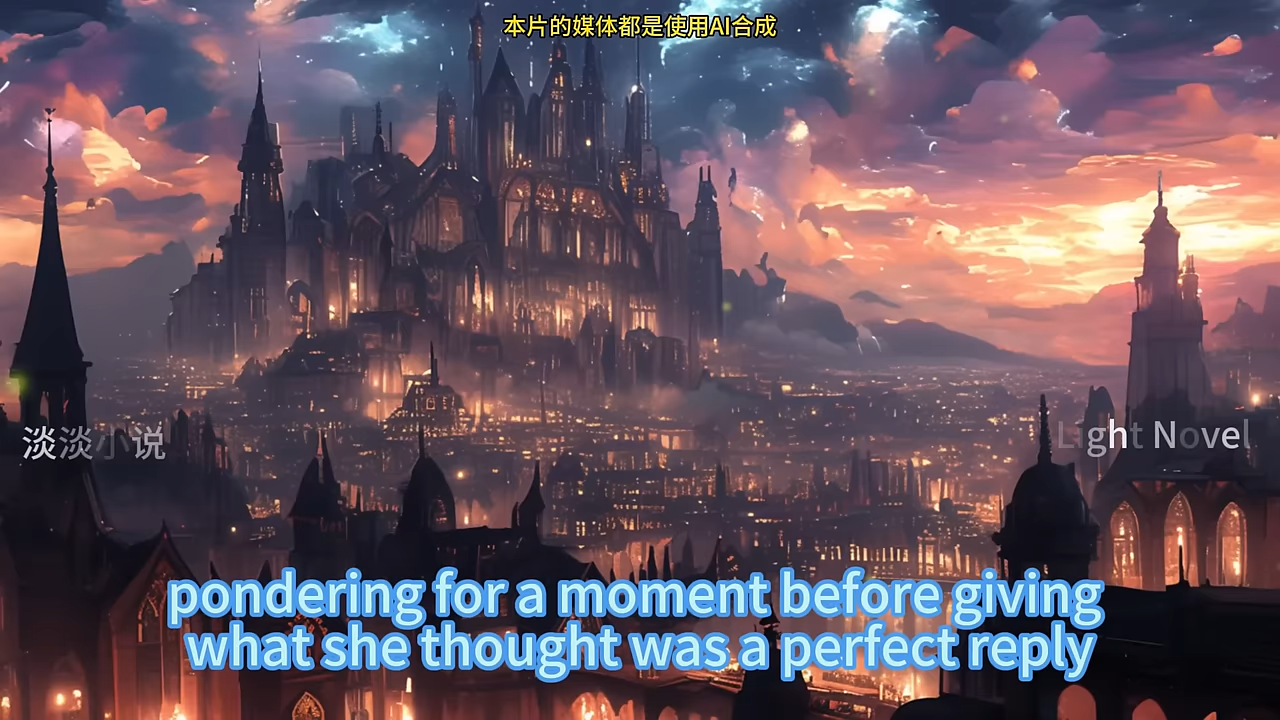 本片的媒体都是使用AI合成
淡淡小说
Light Novel
pondering for a moment before giving
what she thought was a perfect reply